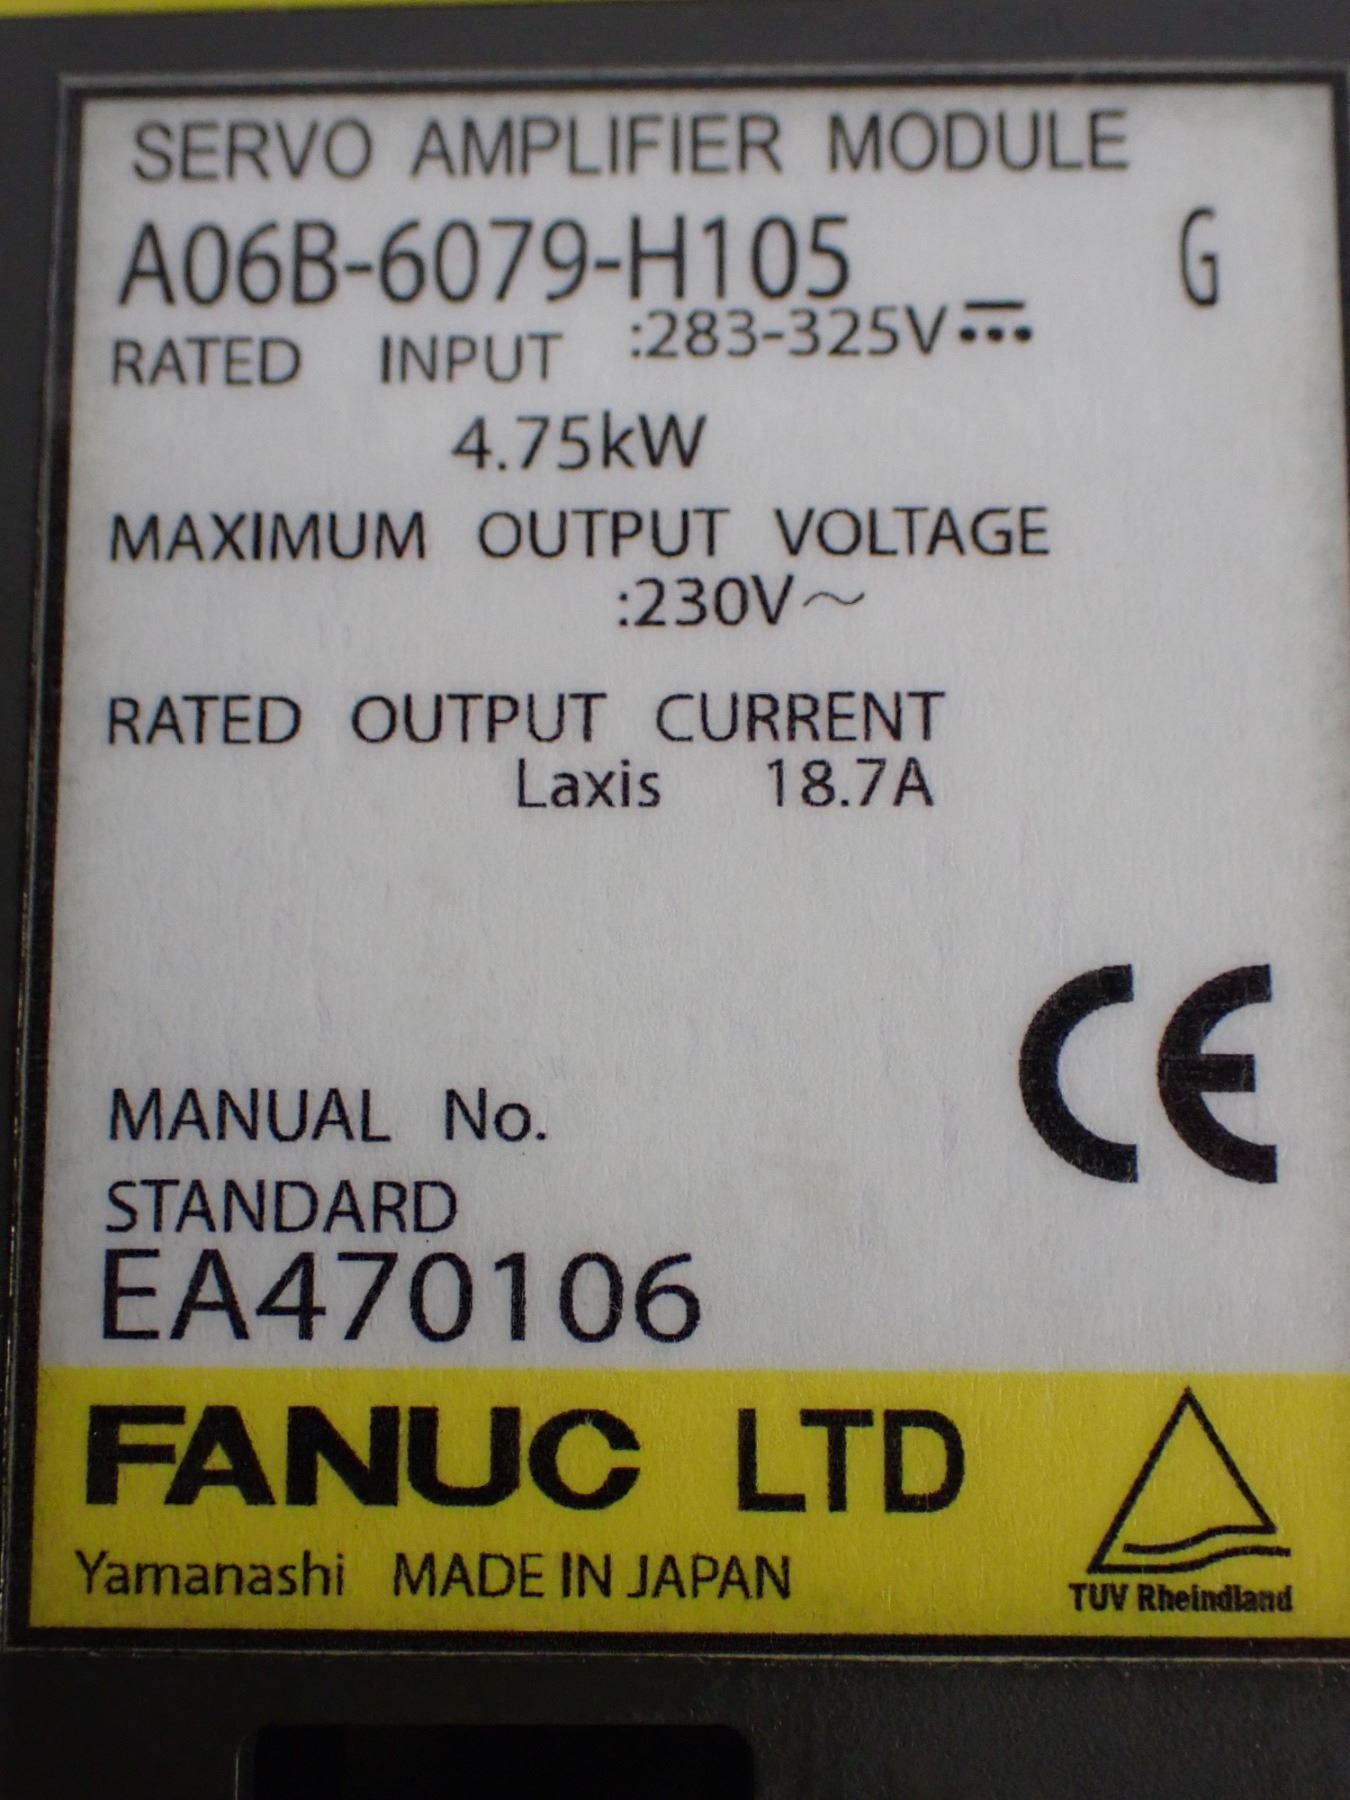 SERVO AMPLIFIER MODULE
A06B-6079-H105 G
RATED INPUT :283-325V⎓
4.75kW
MAXIMUM OUTPUT VOLTAGE
:230V～
RATED OUTPUT CURRENT
Laxis 18.7A
CE
MANUAL No.
STANDARD
EA470106
FANUC LTD
Yamanashi MADE IN JAPAN
TUV Rheindland